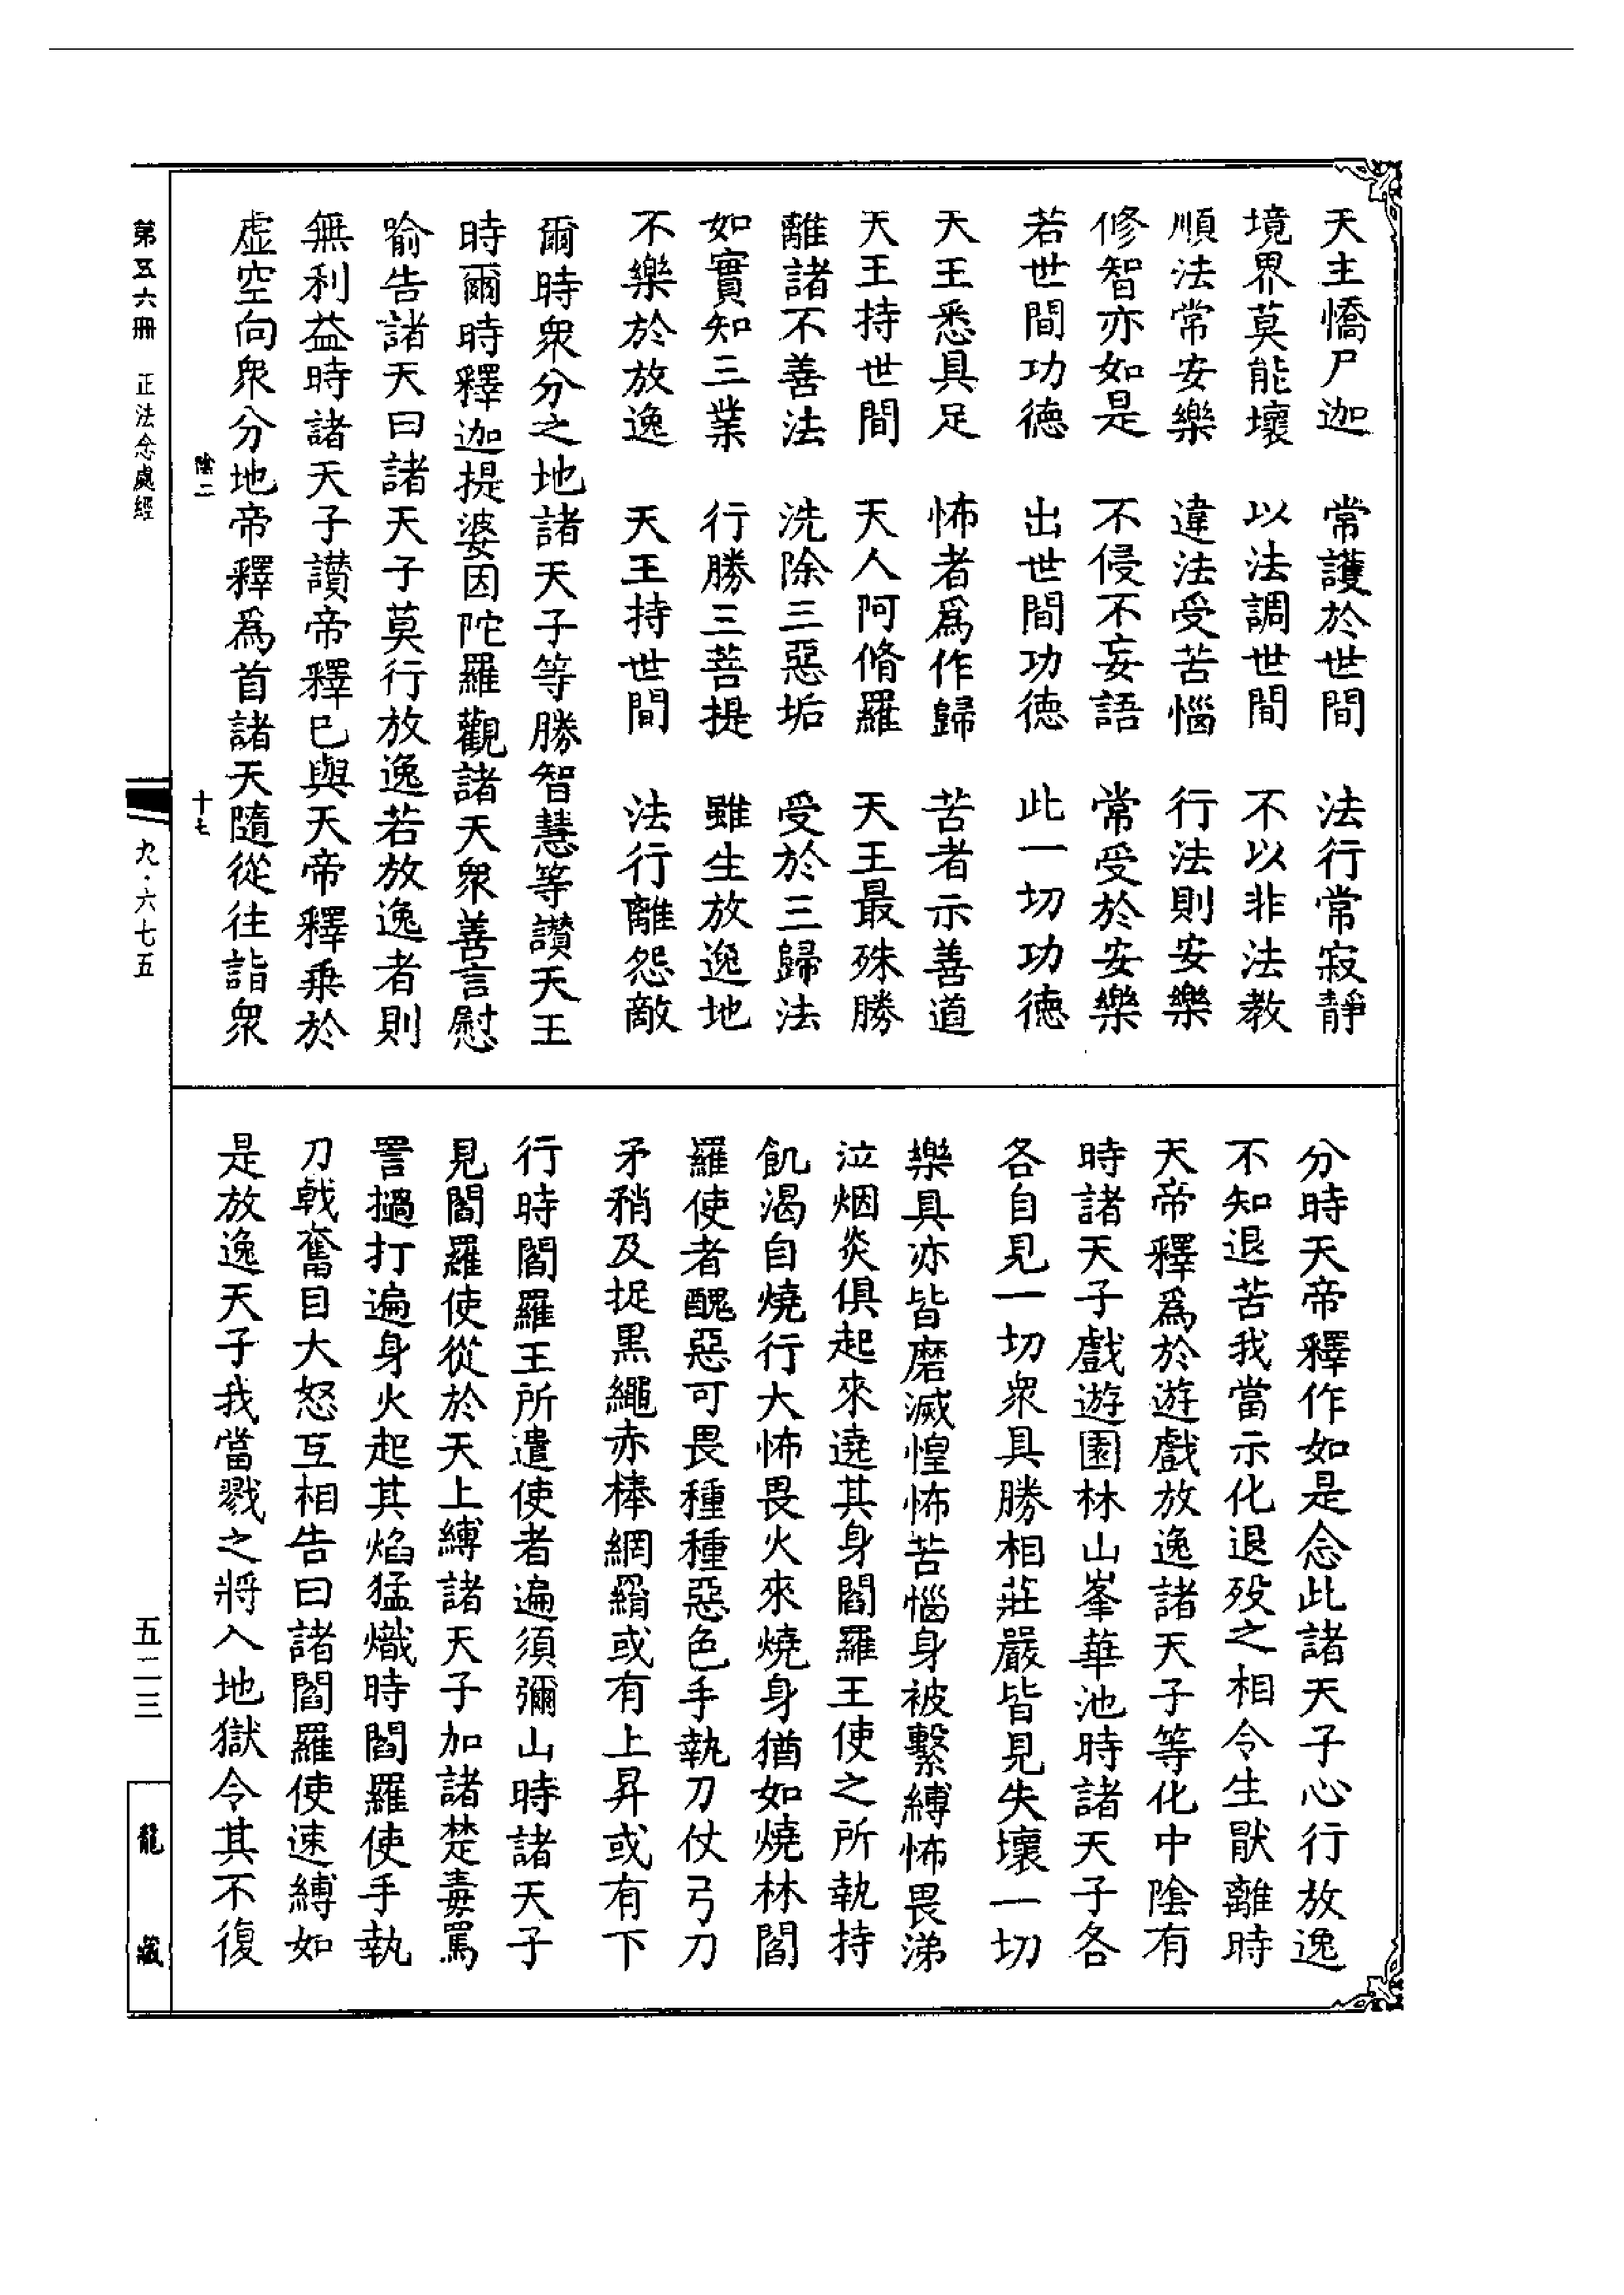 天主憍尸迦　常護於世間　法行常寂靜
境界莫能壞　以法調世間　不以非法教
順法常安樂　違法受苦惱　行法則安樂
修智亦如是　不侵不妄語　常受於安樂
若世間功德　出世間功德　此一切功德
天王悉具足　怖者為作歸　苦者示善道
天王持世間　天人阿脩羅　天王最殊勝
離諸不善法　洗除三惡垢　受於三歸法
如實知三業　行勝三菩提　雖生放逸地
不樂於放逸　天王持世間　法行離怨敵
爾時眾分之地諸天子等勝智慧等讚天王
時爾時釋迦提婆因陀羅觀諸天眾善言慰
喻告諸天曰諸天子莫行放逸若放逸者則
無利益時諸天子讚帝釋已與天帝釋乘於
虛空向眾分地帝釋為首諸天隨從往詣眾
陰二　十七
分時天帝釋作如是念此諸天子心行放逸
不知退苦我當示化退歿之相令生厭離時
天帝釋為於遊戲放逸諸天子等化中陰有
時諸天子戲遊園林山峯華池時諸天子各
各自見一切眾具勝相莊嚴皆見失壞一切
樂具亦皆磨滅惶怖苦惱身被繫縛怖畏涕
泣烟炎俱起來遶其身閻羅王使之所執持
飢渴自燒行大怖畏火來燒身猶如燒林閻
羅使者醜惡可畏種種惡色手執刀仗弓刀
矛矟及捉黑繩赤棒網羂或有上昇或有下
行時閻羅王所遣使者遍須彌山時諸天子
見閻羅使從於天上縛諸天子加諸楚毒罵
詈撾打遍身火起其焰猛熾時閻羅使手執
刀戟奮目大怒互相告曰諸閻羅使速縛如
是放逸天子我當戮之將入地獄令其不復
第五六冊　正法念處經
九·六七五
五二三
龍藏